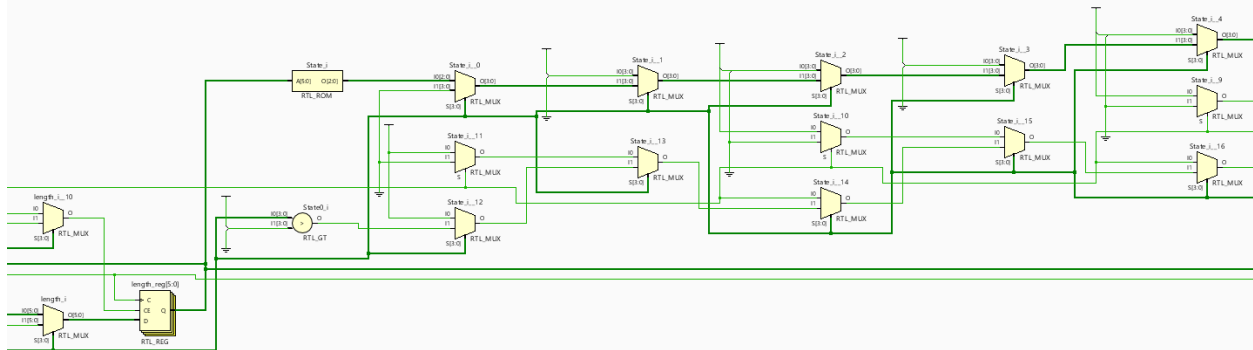 State_i__4
I0[3:0]
I1[3:0]
O[3:0]
S[3:0]
RTL_MUX
State_i__3
I0[3:0]
I1[3:0]
O[3:0]
S[3:0]
RTL_MUX
State_i__2
I0[3:0]
I1[3:0]
O[3:0]
S[3:0]
RTL_MUX
State_i__1
I0[3:0]
I1[3:0]
O[3:0]
S[3:0]
RTL_MUX
State_i
A[5:0]
O[2:0]
RTL_ROM
State_i__0
I0[2:0]
I1[3:0]
O[3:0]
S[3:0]
RTL_MUX
State_i__9
I0
I1
O
S
RTL_MUX
State_i__10
I0
I1
O
S
RTL_MUX
State_i__15
I0
I1
O
S[3:0]
RTL_MUX
State_i__11
I0
I1
O
S
RTL_MUX
State_i__13
I0
I1
O
S[3:0]
RTL_MUX
State_i__16
I0
I1
O
S[3:0]
RTL_MUX
State_i__14
I0
I1
O
S[3:0]
RTL_MUX
length_i__10
I0
I1
O
S[3:0]
RTL_MUX
State0_i
I0[3:0]
I1[3:0]
>
O
RTL_GT
State_i__12
I0
I1
O
S[3:0]
RTL_MUX
length_i
I0[5:0]
I1[5:0]
O[5:0]
S[3:0]
RTL_MUX
length_reg[5:0]
C
CE
D
Q
RTL_REG